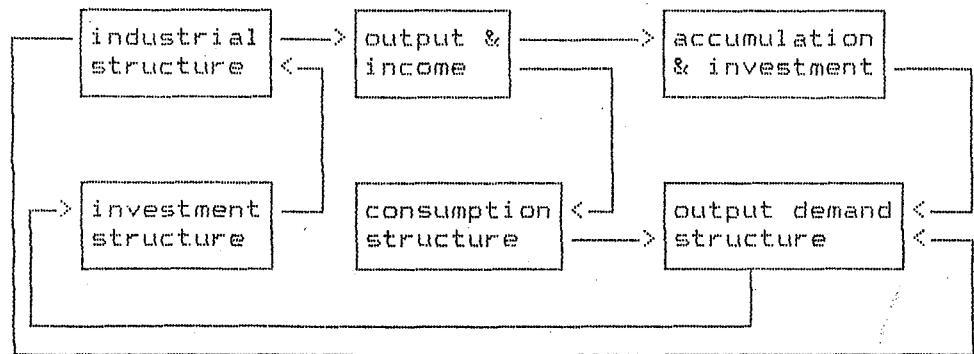 industrial
structure
output &
income
accumulation
& investment
investment
structure
consumption
structure
output demand
structure